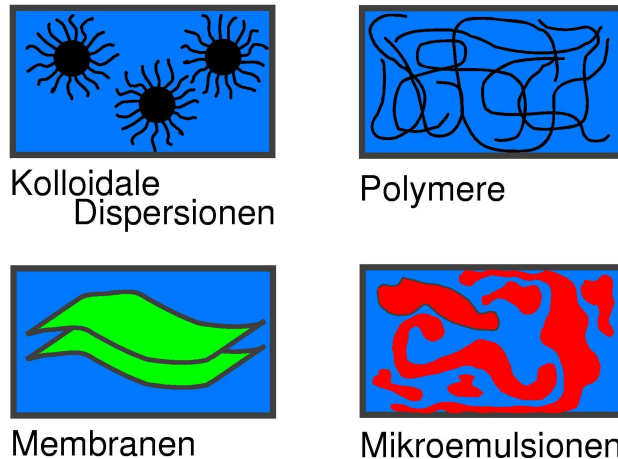 Kolloidale
Dispersionen
Polymere
Membranen
Mikroemulsionen